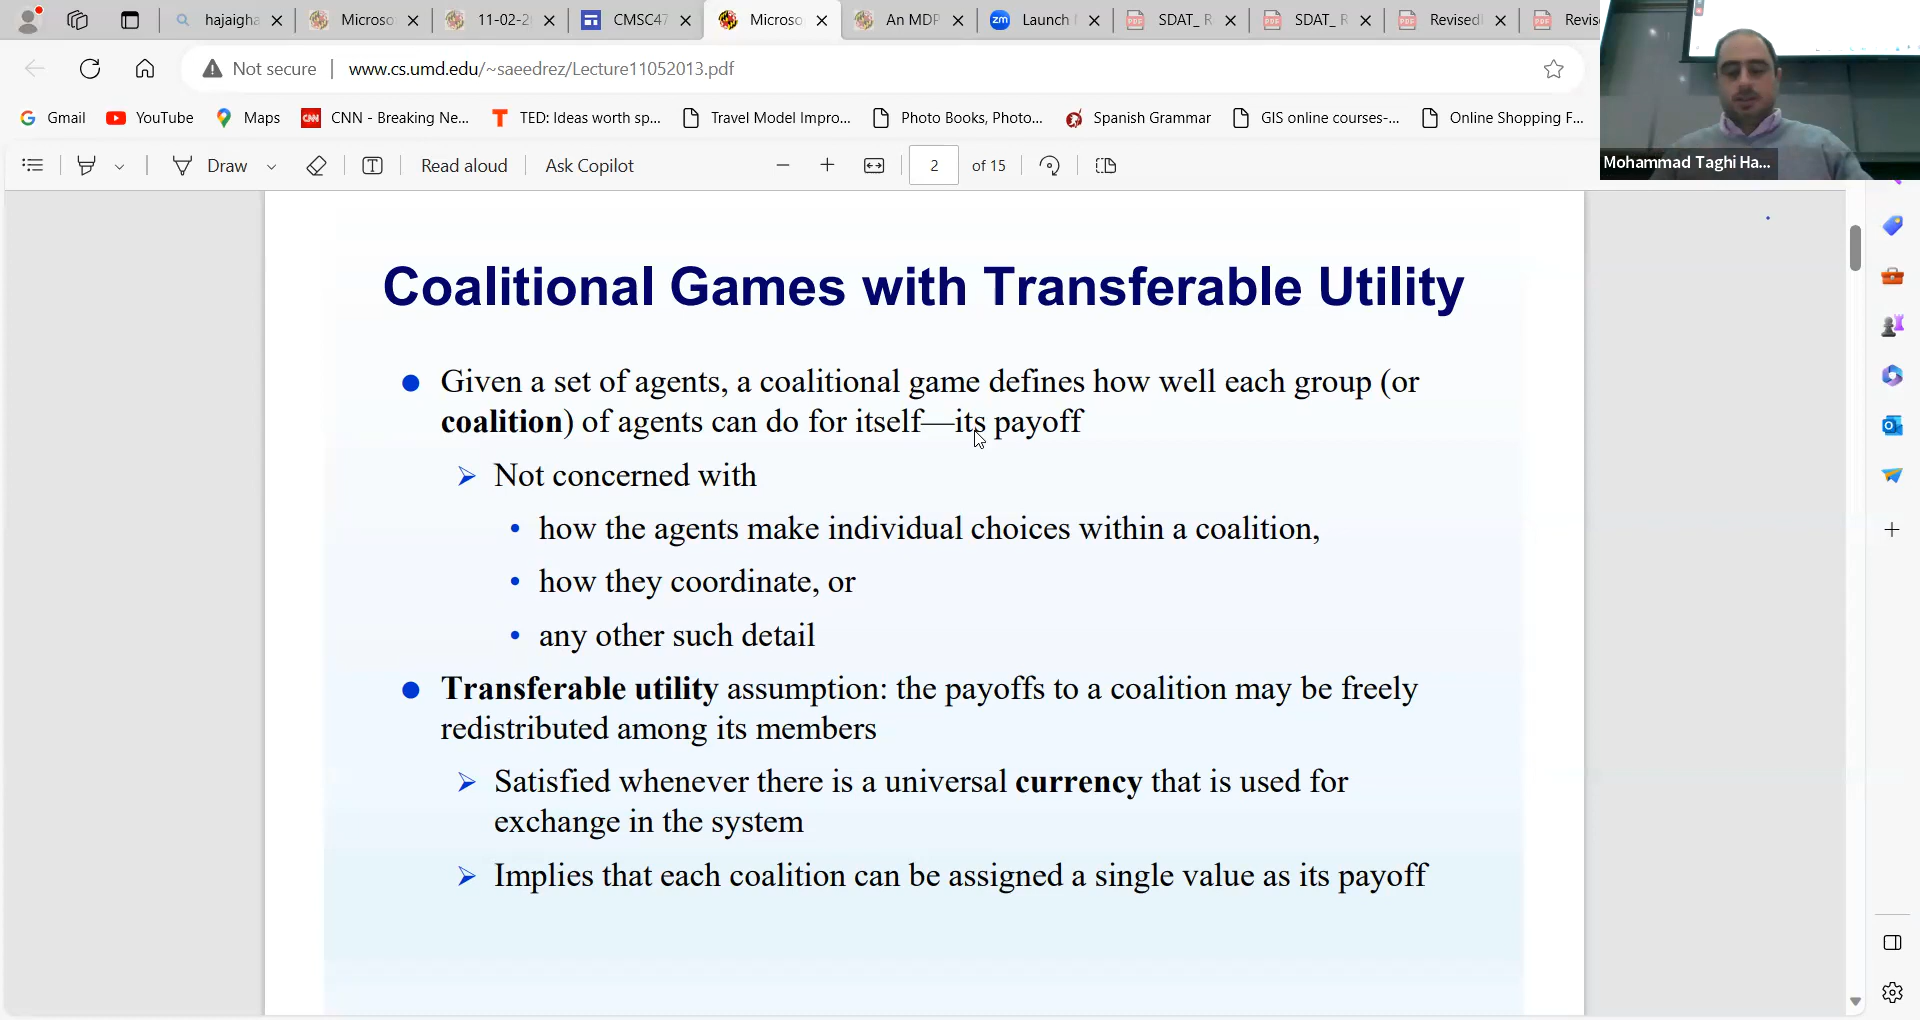 hajaigha
Microso
11-02-2
CMSC47
Microso
An MDP
zm
Launch
SDAT_ R
SDAT_ R
Revised
Revis
Not secure
www.cs.umd.edu/~saeedrez/Lecture11052013.pdf
Gmail
YouTube
Maps
CNN
CNN - Breaking Ne...
TED: Ideas worth sp...
Travel Model Impro...
Photo Books, Photo...
Spanish Grammar
GIS online courses-...
Online Shopping F...
Mohammad Taghi Ha...
Draw
Read aloud
Ask Copilot
2
of 15
Coalitional Games with Transferable Utility
● Given a set of agents, a coalitional game defines how well each group (or
coalition) of agents can do for itself—its payoff
➢ Not concerned with
• how the agents make individual choices within a coalition,
• how they coordinate, or
• any other such detail
● Transferable utility assumption: the payoffs to a coalition may be freely
redistributed among its members
➢ Satisfied whenever there is a universal currency that is used for
exchange in the system
➢ Implies that each coalition can be assigned a single value as its payoff